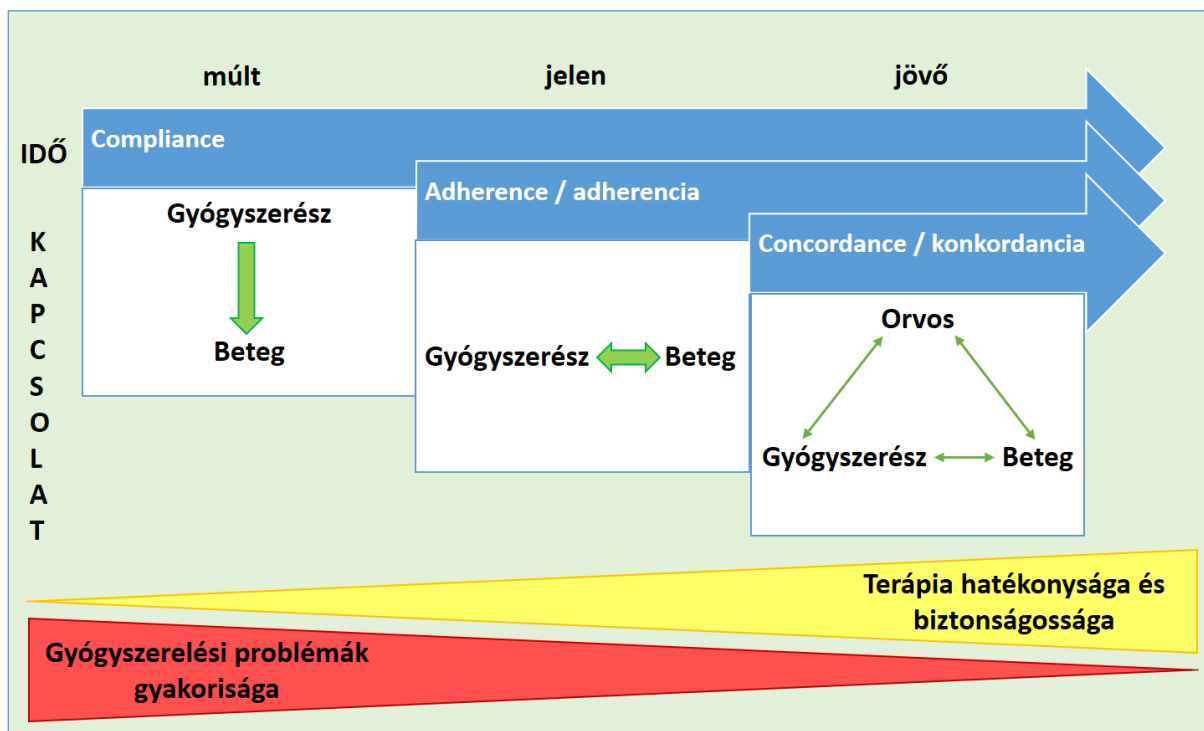 múlt
jelen
jövő
IDŐ
Compliance
Adherence / adherencia
Concordance / konkordancia
KAPCSOLAT
Gyógyszerész
Beteg
Gyógyszerész
Beteg
Orvos
Gyógyszerész
Beteg
Terápia hatékonysága és
biztonságossága
Gyógyszerelési problémák
gyakorisága